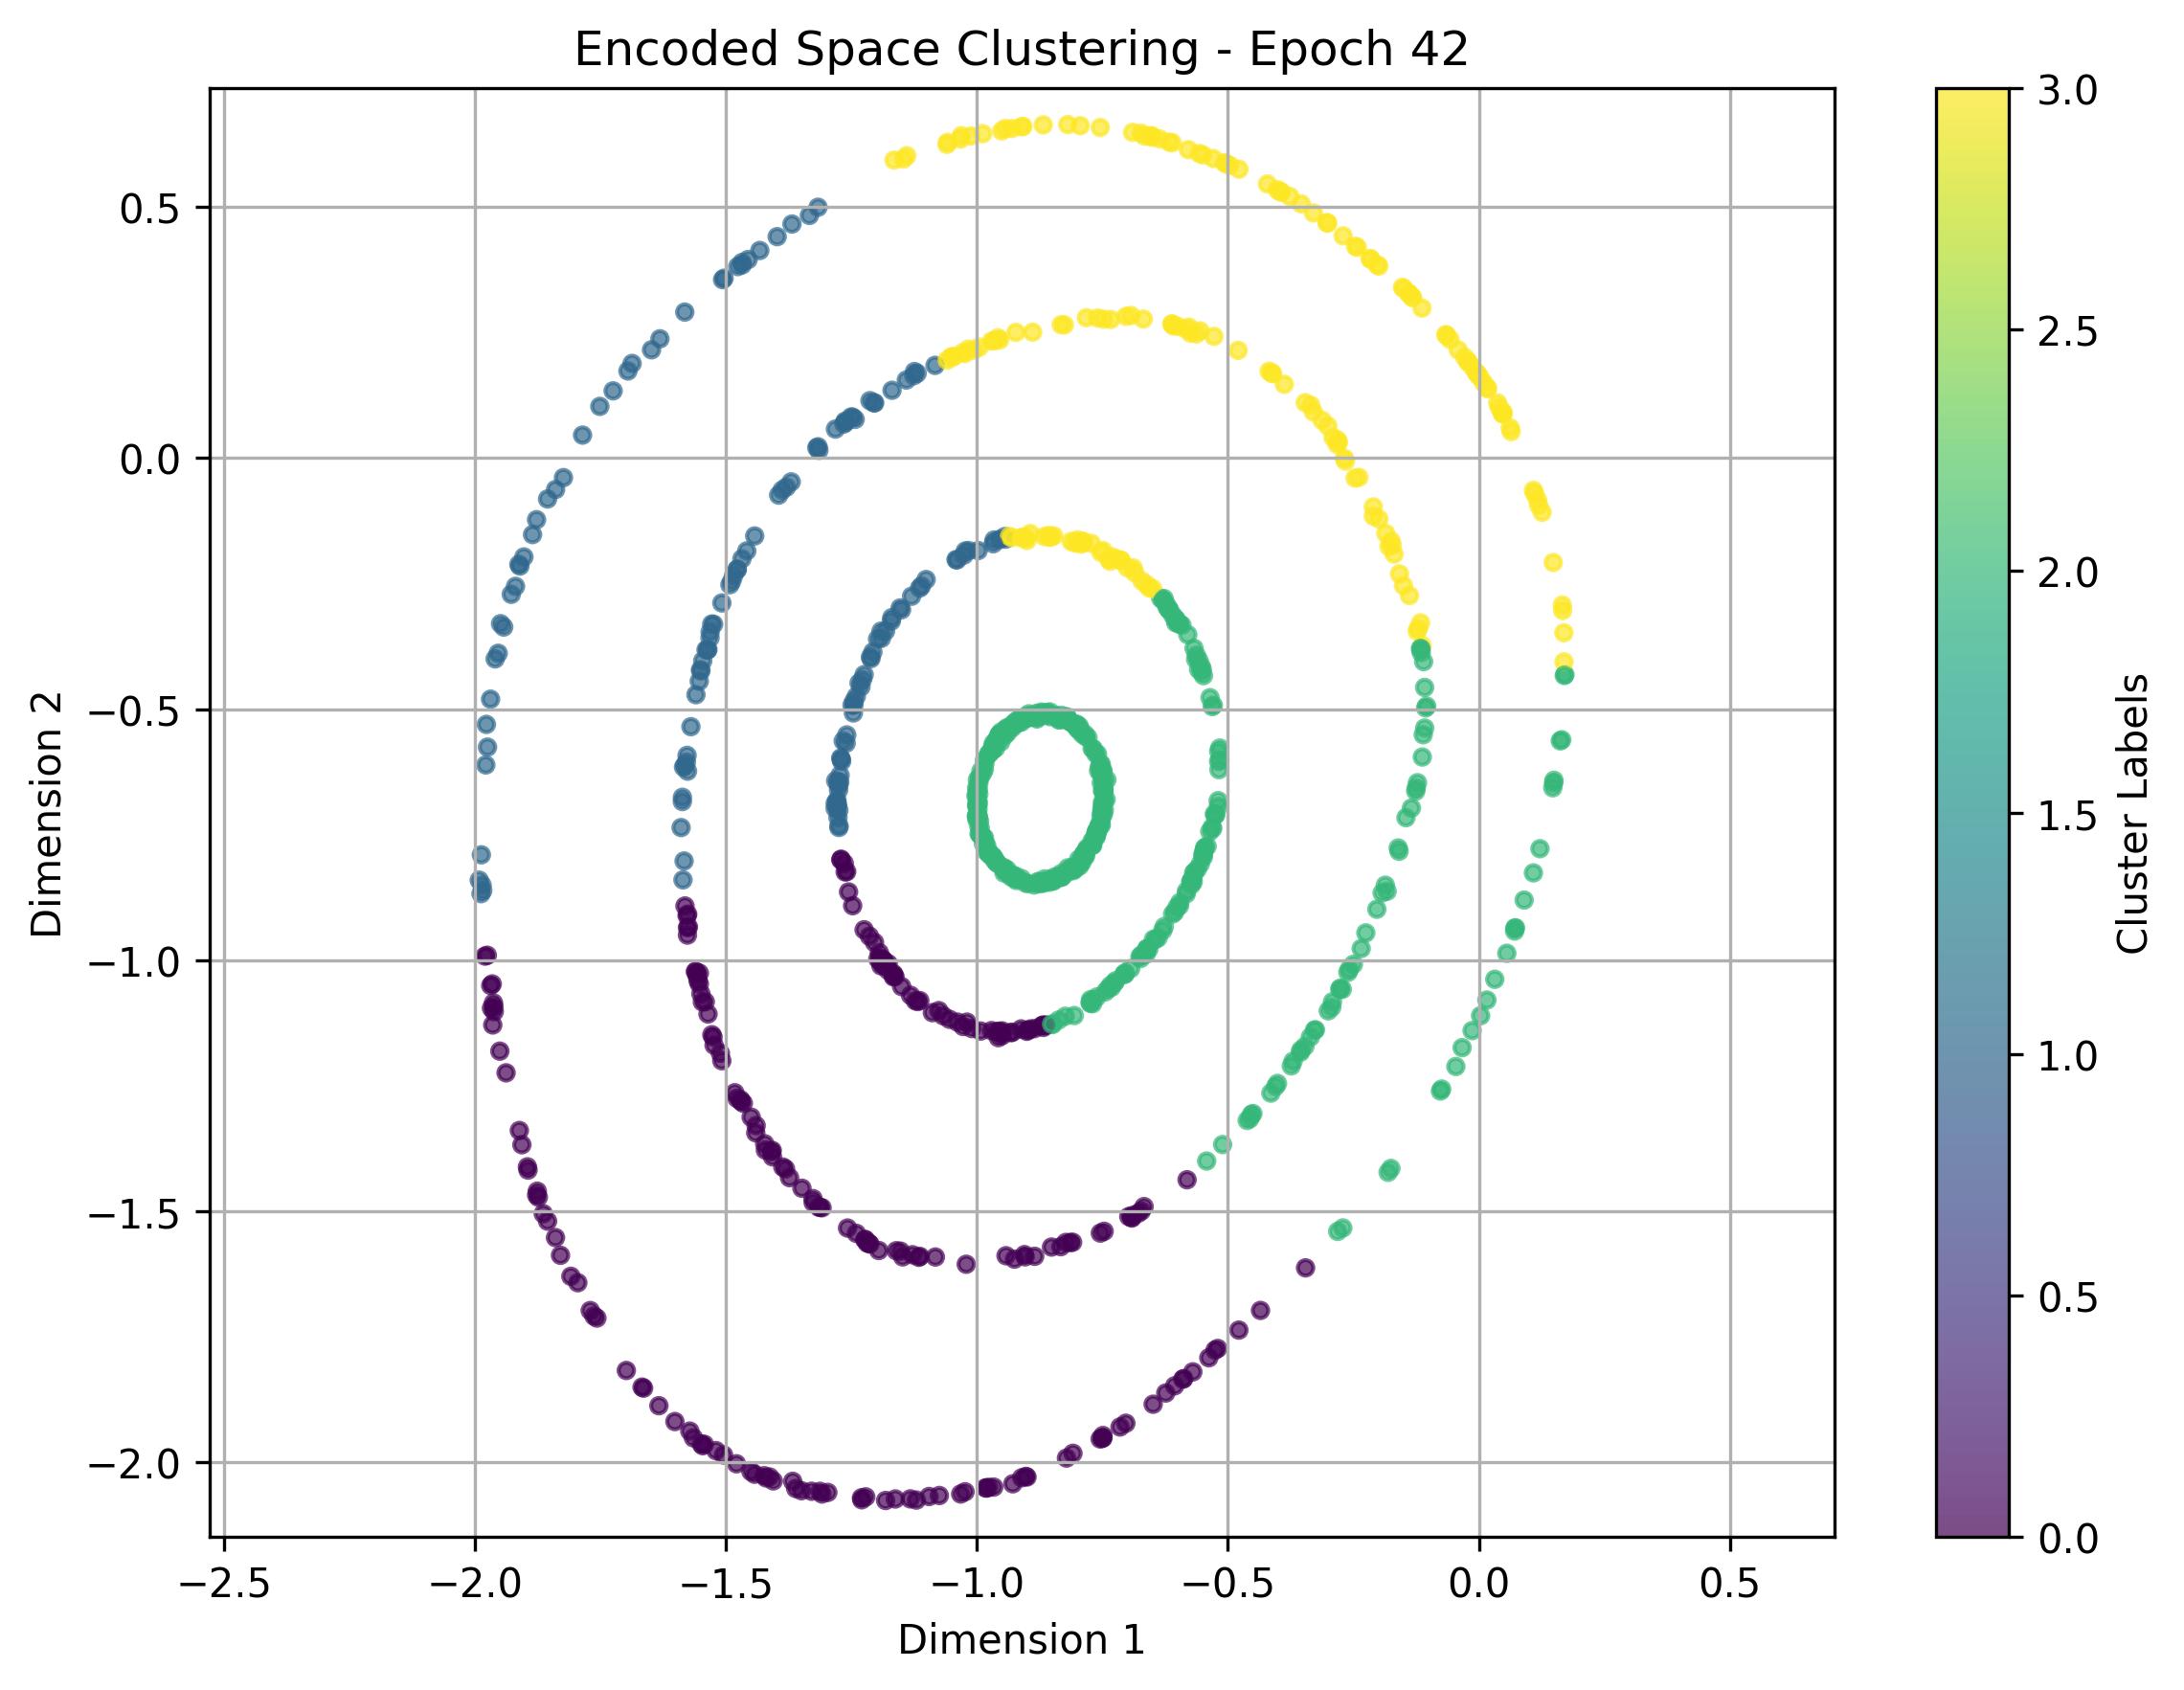 Encoded Space Clustering - Epoch 42
0.5
0.0
−0.5
−1.0
−1.5
−2.0
Dimension 2
−2.5 −2.0 −1.5 −1.0 −0.5 0.0 0.5
Dimension 1
3.0
2.5
2.0
1.5
1.0
0.5
0.0
Cluster Labels